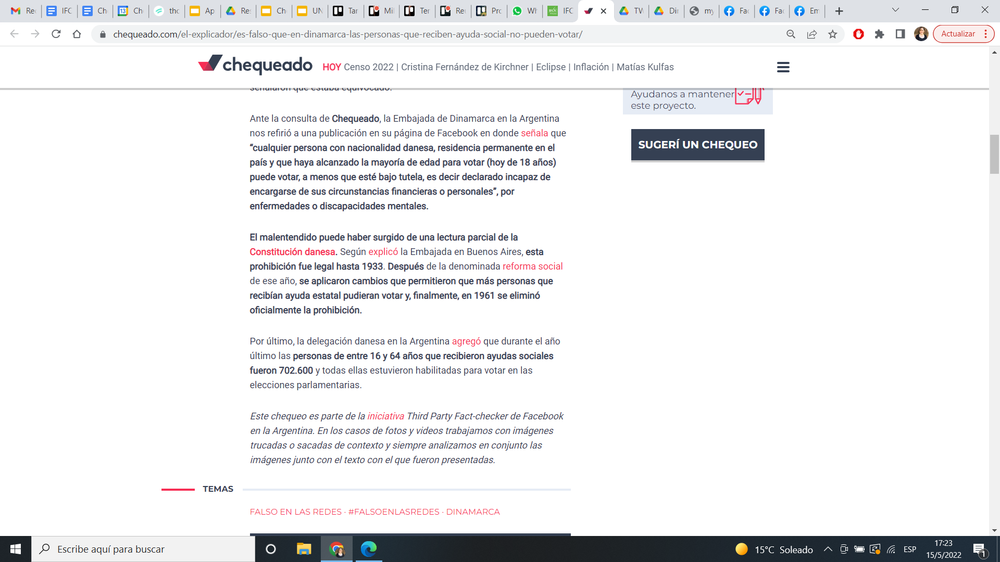 Re
IFC
Ch
13
Ch
tho
Ap
Re
Ch
UN
Tar
Mi
Ter
Re
Pro
Wh
IFC
TW
Di
my
Fac
Fac
Em
chequeado.com/el-explicador/es-falso-que-en-dinamarca-las-personas-que-reciben-ayuda-social-no-pueden-votar/
Actualizar
chequeado
HOY Censo 2022 | Cristina Fernández de Kirchner | Eclipse | Inflación | Matías Kulfas
señalaron que estaba equivocado.
Ayudanos a mantener
este proyecto.
SUGERÍ UN CHEQUEO
Ante la consulta de Chequeado, la Embajada de Dinamarca en la Argentina
nos refirió a una publicación en su página de Facebook en donde señala que
“cualquier persona con nacionalidad danesa, residencia permanente en el
país y que haya alcanzado la mayoría de edad para votar (hoy de 18 años)
puede votar, a menos que esté bajo tutela, es decir declarado incapaz de
encargarse de sus circunstancias financieras o personales”, por
enfermedades o discapacidades mentales.
El malentendido puede haber surgido de una lectura parcial de la
Constitución danesa. Según explicó la Embajada en Buenos Aires, esta
prohibición fue legal hasta 1933. Después de la denominada reforma social
de ese año, se aplicaron cambios que permitieron que más personas que
recibían ayuda estatal pudieran votar y, finalmente, en 1961 se eliminó
oficialmente la prohibición.
Por último, la delegación danesa en la Argentina agregó que durante el año
último las personas de entre 16 y 64 años que recibieron ayudas sociales
fueron 702.600 y todas ellas estuvieron habilitadas para votar en las
elecciones parlamentarias.
Este chequeo es parte de la iniciativa Third Party Fact-checker de Facebook
en la Argentina. En los casos de fotos y videos trabajamos con imágenes
trucadas o sacadas de contexto y siempre analizamos en conjunto las
imágenes junto con el texto con el que fueron presentadas.
TEMAS
FALSO EN LAS REDES · #FALSOENLASREDES · DINAMARCA
Escribe aquí para buscar
15°C Soleado
ESP
17:23
15/5/2022
1